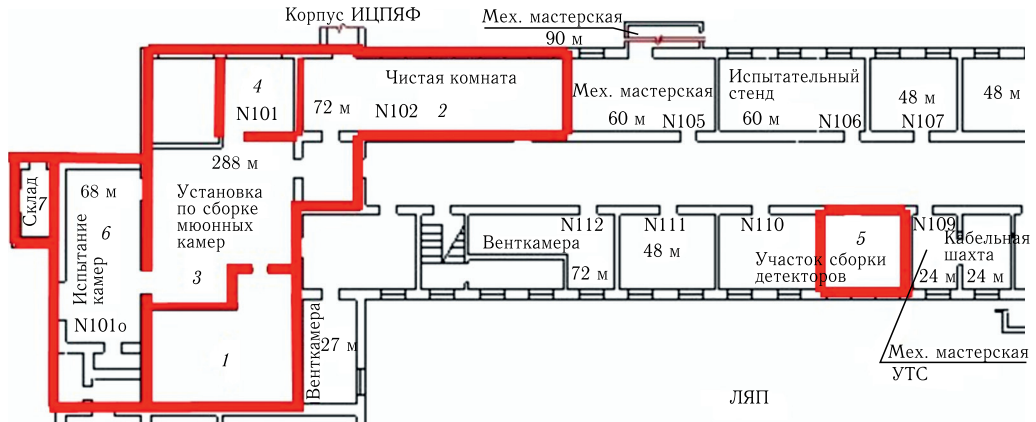 Корпус ИЦПЯФ
Мех. мастерская
90 м
4
N101
Чистая комната
72 м
N102
2
Мех. мастерская
60 м
N105
Испытательный
стенд
60 м
N106
48 м
N107
48 м
288 м
Склад
7
68 м
6
Испытание
камер
N101о
Установка
по сборке
мюонных
камер
3
1
Венткамера
27 м
Венткамера
N112
72 м
N111
48 м
N110
5
Участок сборки
детекторов
N109
24 м
Кабельная
шахта
24 м
Мех. мастерская
УТС
ЛЯП